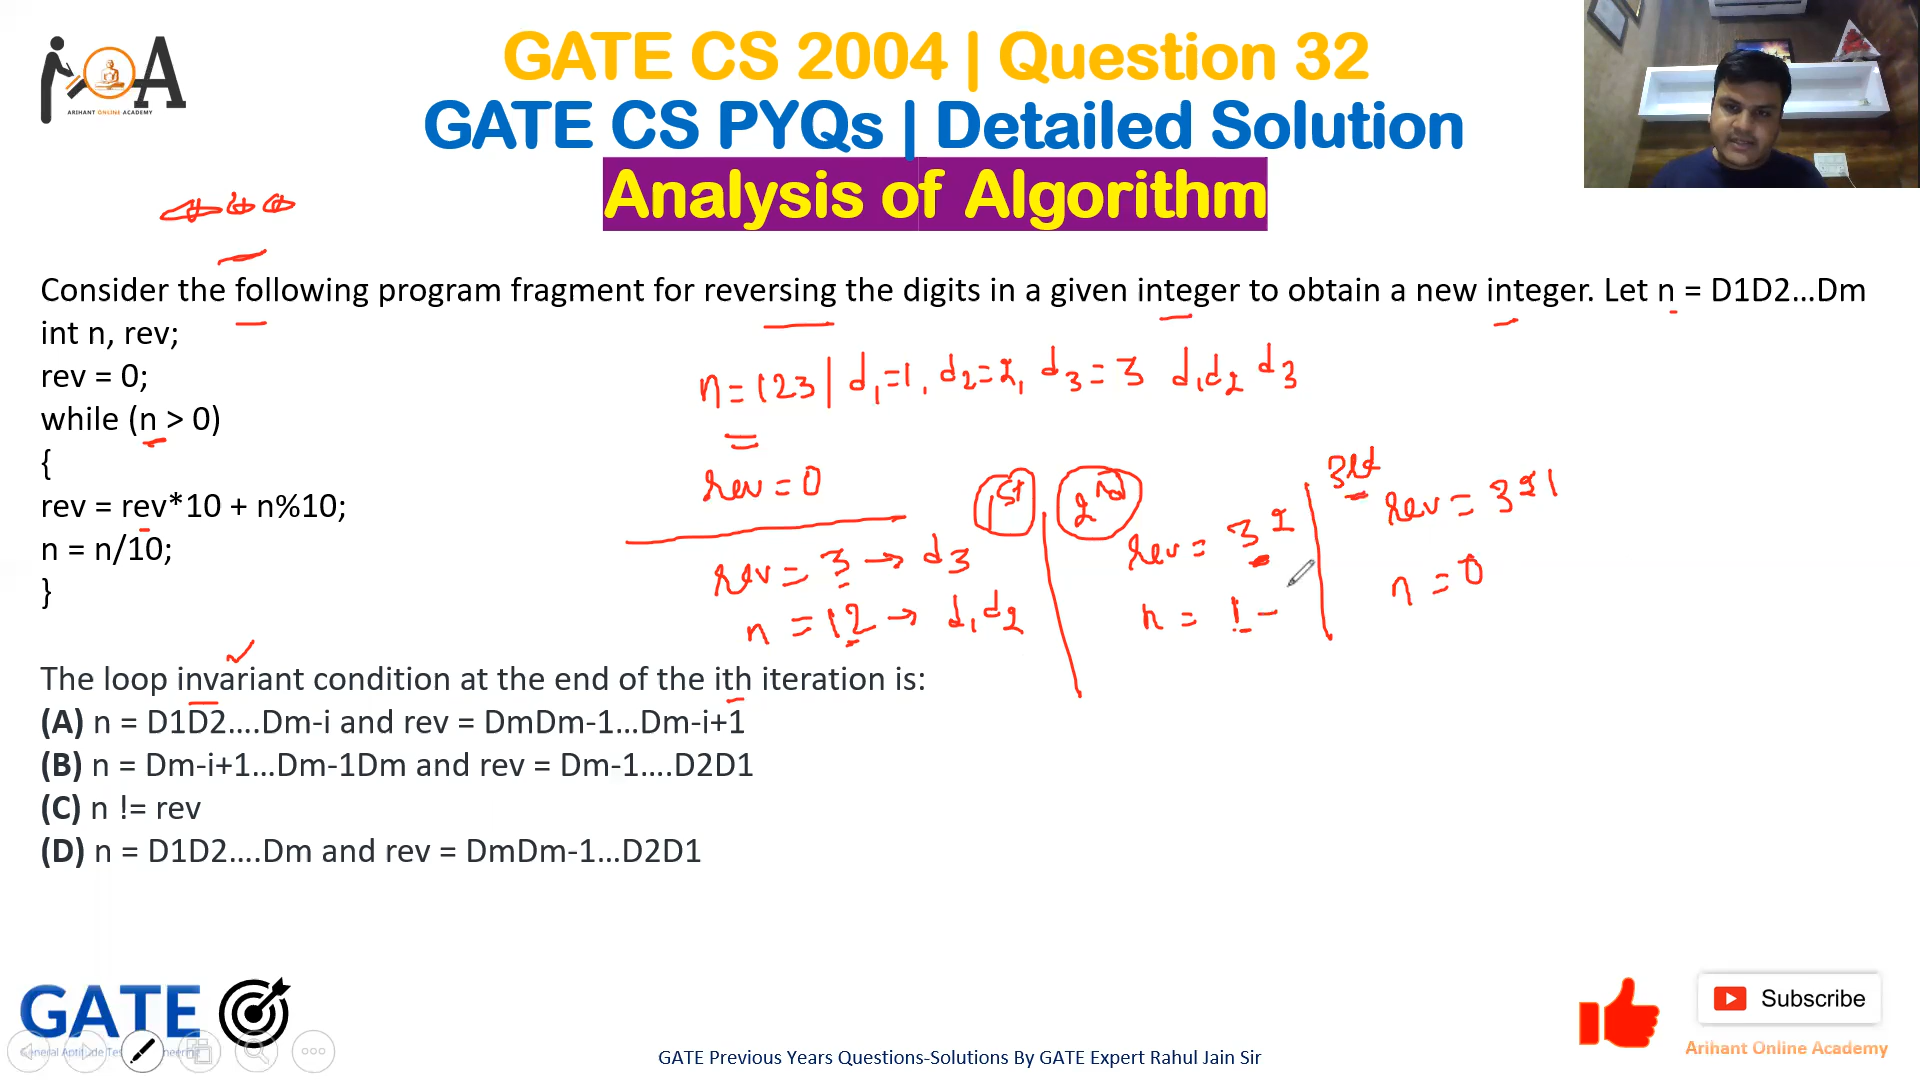 ARIHANT ONLINE ACADEMY
GATE CS 2004 | Question 32
GATE CS PYQs | Detailed Solution
Analysis of Algorithm
Consider the following program fragment for reversing the digits in a given integer to obtain a new integer. Let n = D1D2…Dm
int n, rev;
rev = 0;
while (n > 0)
{
rev = rev*10 + n%10;
n = n/10;
}
n = 123 | d1=1, d2=2, d3=3 d1d2 d3
rev = 0
1st
rev = 3 → d3
n = 12 → d1d2
2nd
rev = 32
n = 1
3rd
rev = 321
n = 0
The loop invariant condition at the end of the ith iteration is:
(A) n = D1D2….Dm-i and rev = DmDm-1…Dm-i+1
(B) n = Dm-i+1…Dm-1Dm and rev = Dm-1….D2D1
(C) n != rev
(D) n = D1D2….Dm and rev = DmDm-1…D2D1
GATE
GATE Previous Years Questions-Solutions By GATE Expert Rahul Jain Sir
Subscribe
Arihant Online Academy